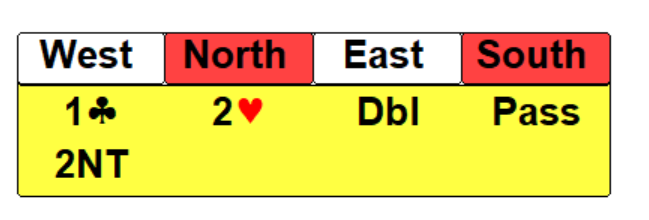 West North East South
1♣ 2♥ Dbl Pass
2NT